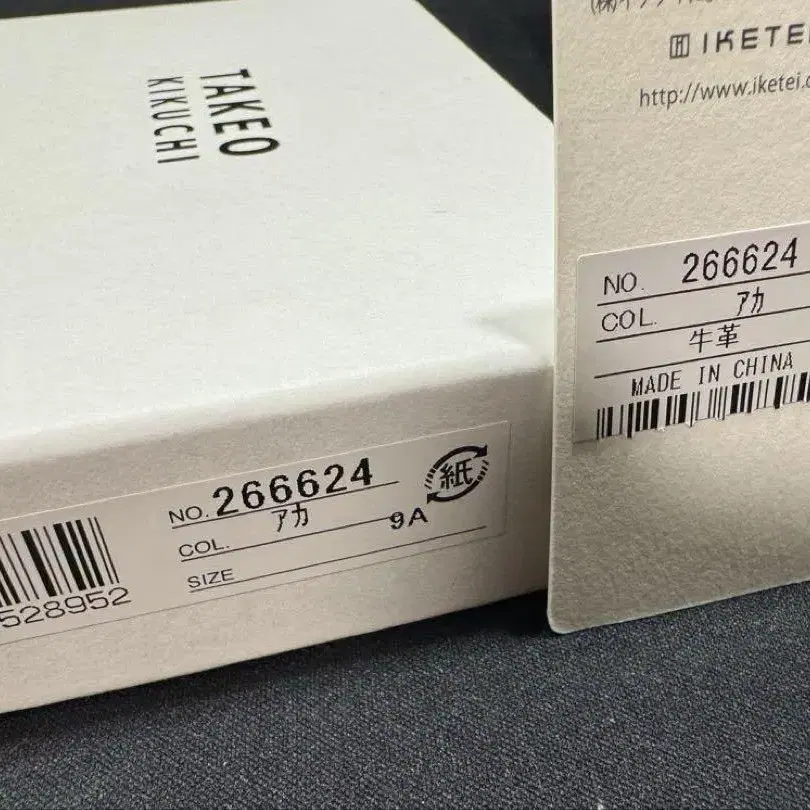 TAKEO
KIKUCHI
NO. 266624
COL. アカ 9A
SIZE
紙
528952
IKETEI
http://www.iketei.c
NO. 266624
COL. アカ
牛革
MADE IN CHINA